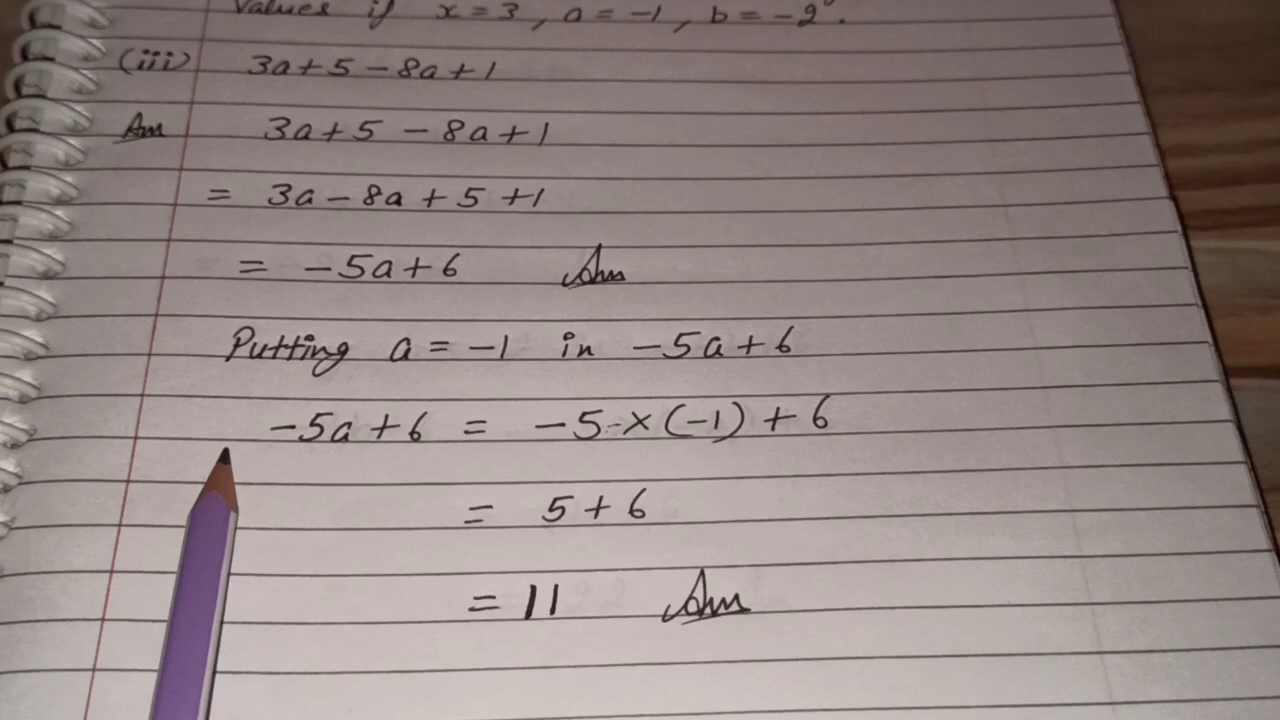 Values if x = 3, a = -1, b = -2.
(iii) 3a + 5 - 8a + 1
Ans 3a + 5 - 8a + 1
= 3a - 8a + 5 + 1
= -5a + 6 Ans
Putting a = -1 in -5a + 6
-5a + 6 = -5 × (-1) + 6
= 5 + 6
= 11 Ans